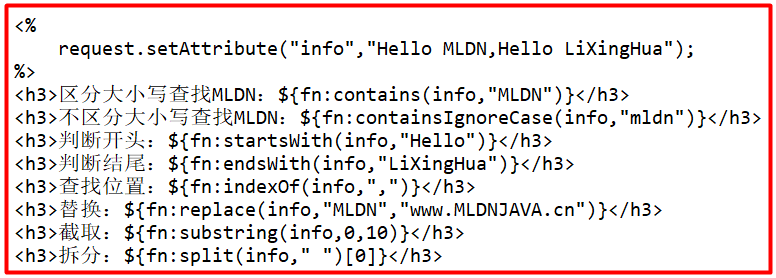 <%
request.setAttribute("info","Hello MLDN,Hello LiXingHua");
%>
<h3>区分大小写查找MLDN：${fn:contains(info,"MLDN")}</h3>
<h3>不区分大小写查找MLDN：${fn:containsIgnoreCase(info,"mldn")}</h3>
<h3>判断开头：${fn:startsWith(info,"Hello")}</h3>
<h3>判断结尾：${fn:endsWith(info,"LiXingHua")}</h3>
<h3>查找位置：${fn:indexOf(info,",")}</h3>
<h3>替换：${fn:replace(info,"MLDN","www.MLDNJAVA.cn")}</h3>
<h3>截取：${fn:substring(info,0,10)}</h3>
<h3>拆分：${fn:split(info," ")[0]}</h3>